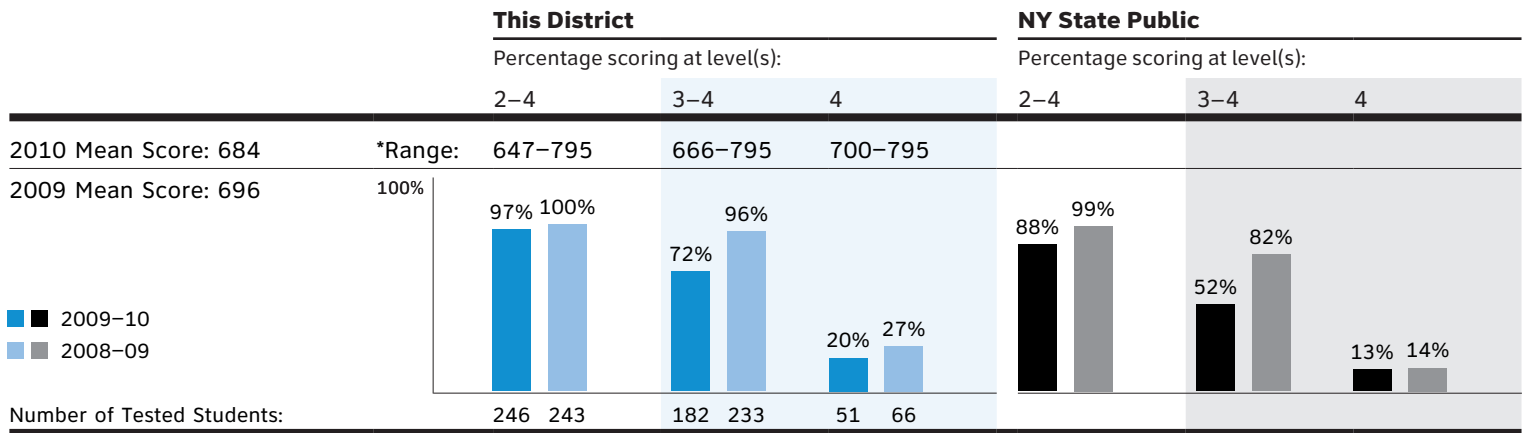 This District NY State Public
Percentage scoring at level(s): Percentage scoring at level(s):
2–4 3–4 4 2–4 3–4 4
2010 Mean Score: 684 *Range: 647–795 666–795 700–795
2009 Mean Score: 696 100%
97% 100% 72% 96% 20% 27% 88% 99% 52% 82% 13% 14%
2009–10
2008–09
Number of Tested Students: 246 243 182 233 51 66